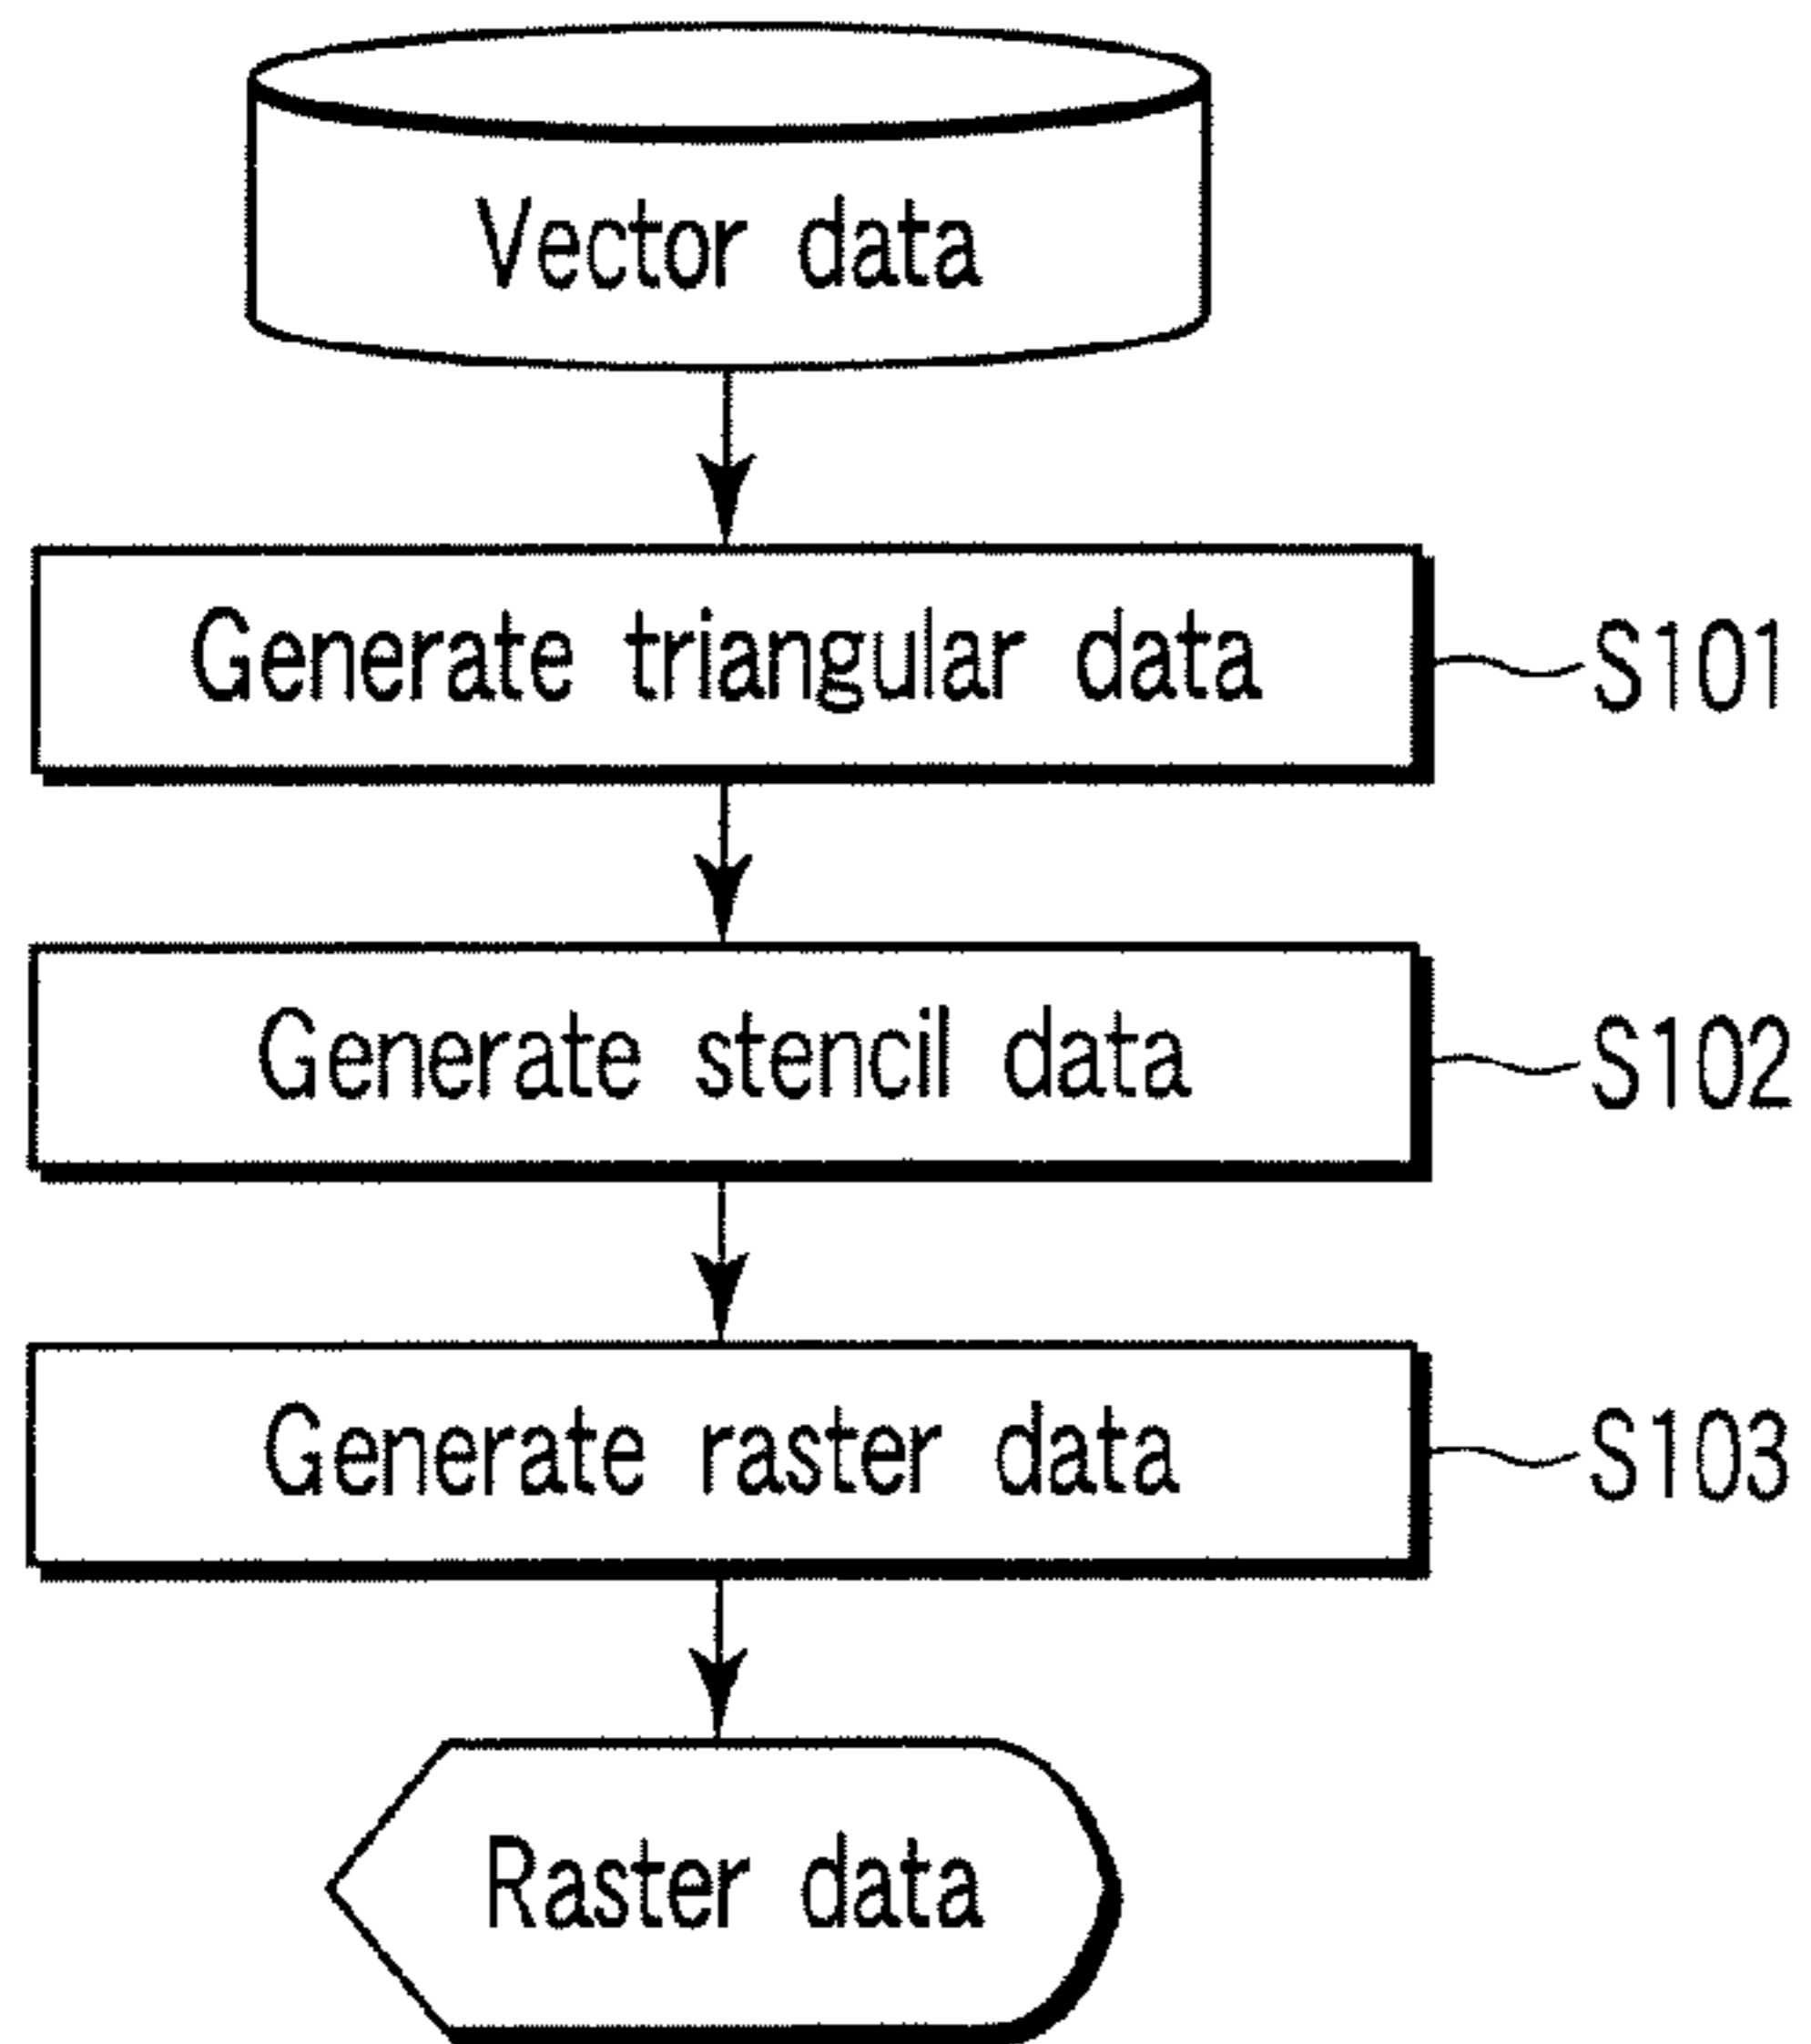 Vector data
Generate triangular data
S101
Generate stencil data
S102
Generate raster data
S103
Raster data